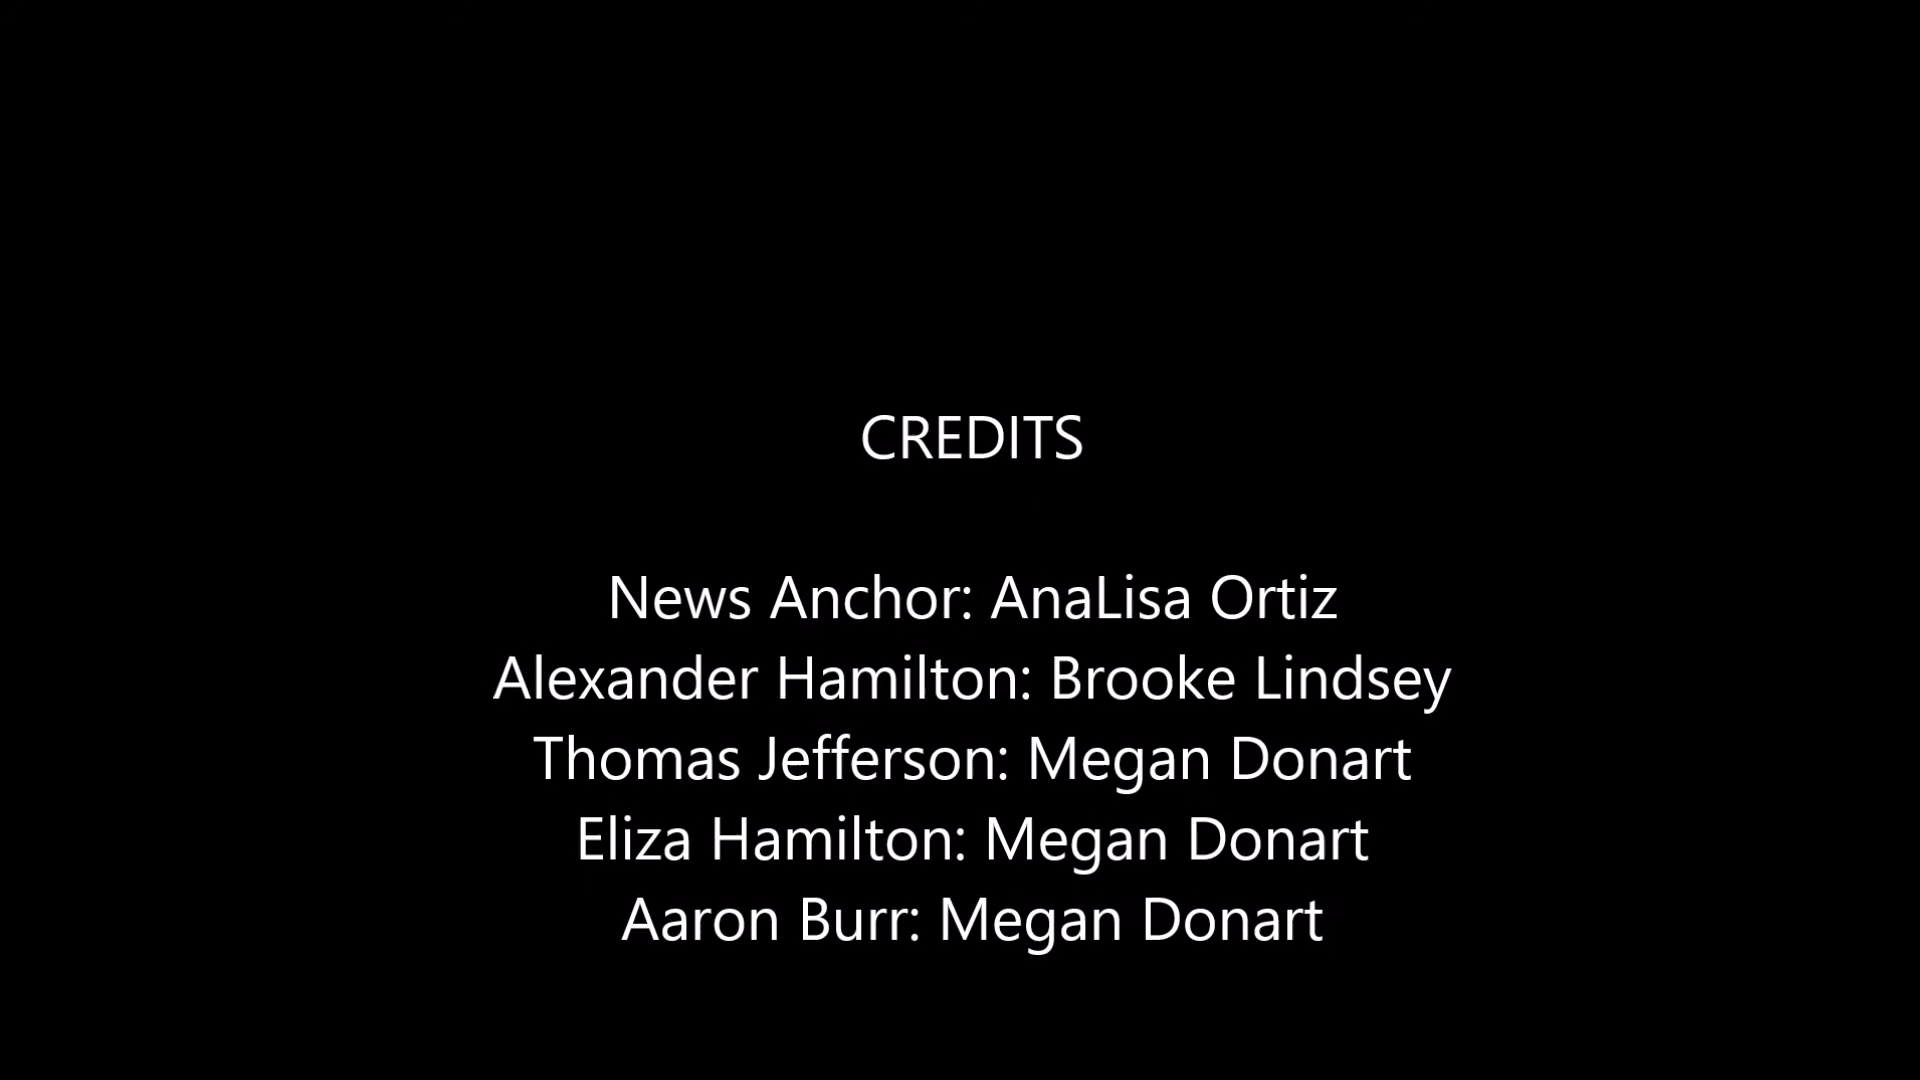 CREDITS
News Anchor: AnaLisa Ortiz
Alexander Hamilton: Brooke Lindsey
Thomas Jefferson: Megan Donart
Eliza Hamilton: Megan Donart
Aaron Burr: Megan Donart